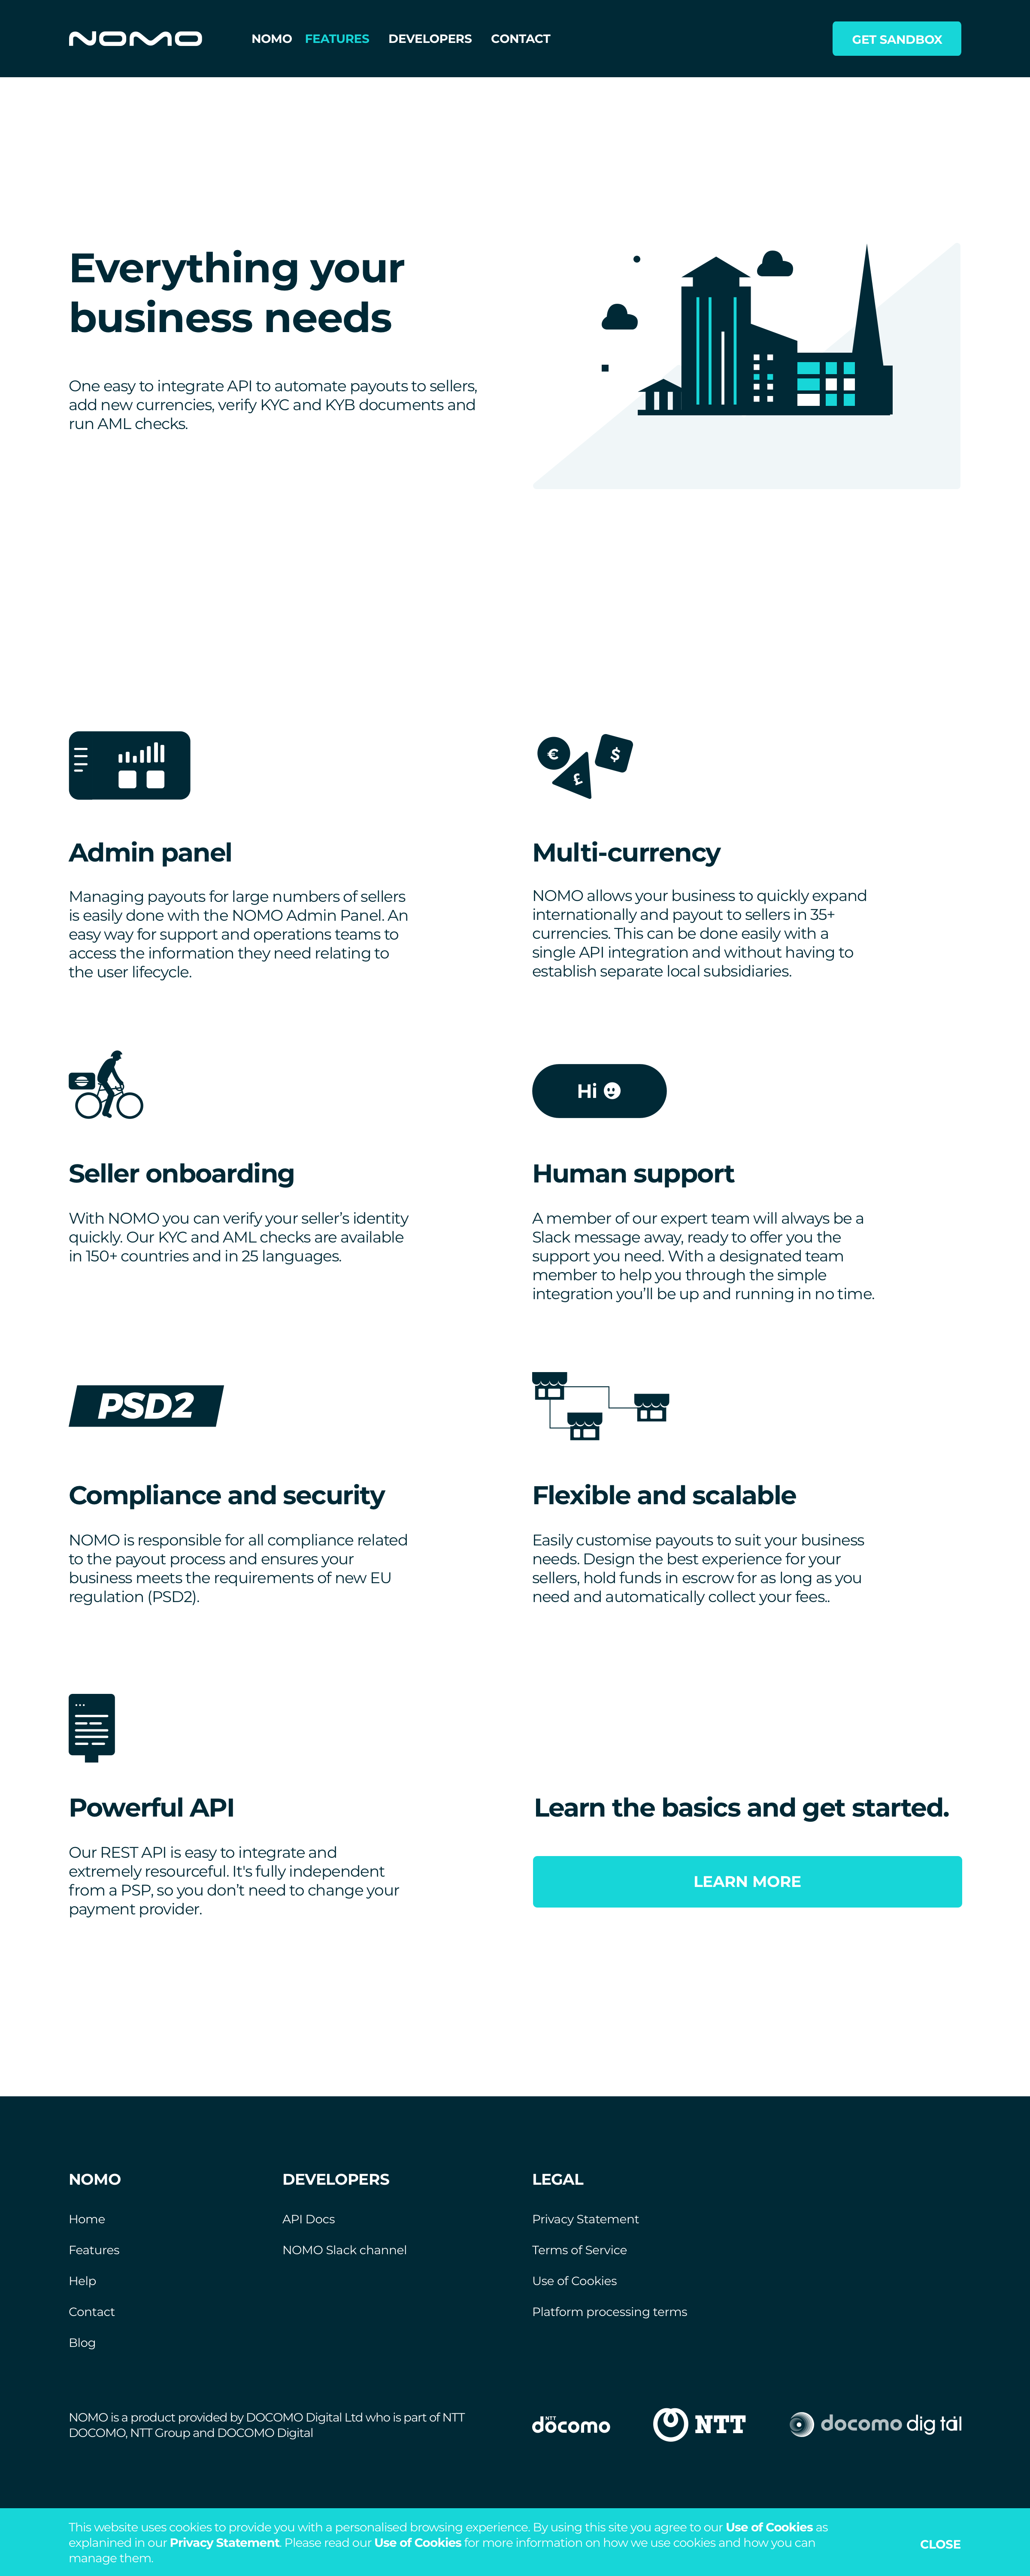 NOMO
NOMO FEATURES DEVELOPERS CONTACT
GET SANDBOX
Everything your
business needs
One easy to integrate API to automate payouts to sellers,
add new currencies, verify KYC and KYB documents and
run AML checks.
€ £ $
Admin panel
Managing payouts for large numbers of sellers
is easily done with the NOMO Admin Panel. An
easy way for support and operations teams to
access the information they need relating to
the user lifecycle.
Multi-currency
NOMO allows your business to quickly expand
internationally and payout to sellers in 35+
currencies. This can be done easily with a
single API integration and without having to
establish separate local subsidiaries.
Seller onboarding
With NOMO you can verify your seller’s identity
quickly. Our KYC and AML checks are available
in 150+ countries and in 25 languages.
Hi
Human support
A member of our expert team will always be a
Slack message away, ready to offer you the
support you need. With a designated team
member to help you through the simple
integration you’ll be up and running in no time.
PSD2
Compliance and security
NOMO is responsible for all compliance related
to the payout process and ensures your
business meets the requirements of new EU
regulation (PSD2).
Flexible and scalable
Easily customise payouts to suit your business
needs. Design the best experience for your
sellers, hold funds in escrow for as long as you
need and automatically collect your fees..
Powerful API
Our REST API is easy to integrate and
extremely resourceful. It's fully independent
from a PSP, so you don’t need to change your
payment provider.
Learn the basics and get started.
LEARN MORE
NOMO
Home
Features
Help
Contact
Blog
DEVELOPERS
API Docs
NOMO Slack channel
LEGAL
Privacy Statement
Terms of Service
Use of Cookies
Platform processing terms
NOMO is a product provided by DOCOMO Digital Ltd who is part of NTT
DOCOMO, NTT Group and DOCOMO Digital
NTT
docomo
NTT
docomo digital
This website uses cookies to provide you with a personalised browsing experience. By using this site you agree to our Use of Cookies as
explanined in our Privacy Statement. Please read our Use of Cookies for more information on how we use cookies and how you can
manage them.
CLOSE